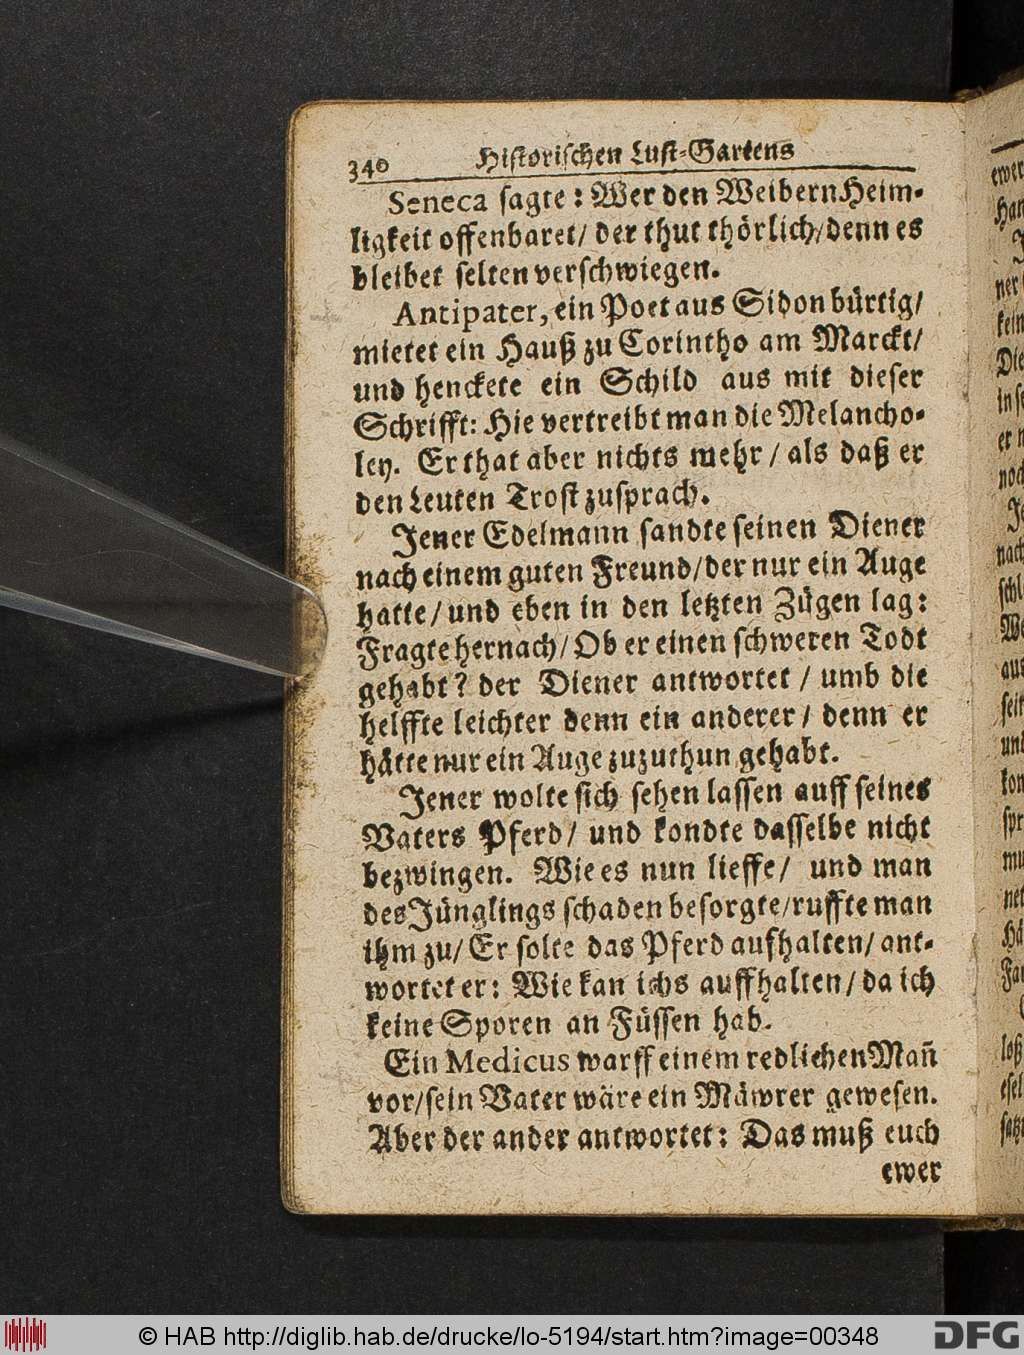 340 Historischen Lust-Gartens
Seneca sagte: Wer den Weibern Heim-
ligkeit offenbaret/ der thut thörlich/ denn es
bleibet selten verschwiegen.
Antipater, ein Poet aus Sidon bürtig/
mietet ein Hauß zu Corintho am Marckt/
und henckete ein Schild aus mit dieser
Schrifft: Hie vertreibt man die Melancho-
ley. Er that aber nichts mehr / als daß er
den Leuten Trost zusprach.
Jener Edelmann sandte seinen Diener
nach einem guten Freund/ der nur ein Auge
hatte/ und eben in den letzten Zügen lag:
Fragte hernach/ Ob er einen schweren Todt
gehabt? der Diener antwortet / umb die
helffte leichter denn ein anderer/ denn er
hätte nur ein Auge zuzuthun gehabt.
Jener wolte sich sehen lassen auff seines
Vaters Pferd/ und kondte dasselbe nicht
bezwingen. Wie es nun lieffe/ und man
des Jünglings schaden besorgte/ ruffte man
ihm zu/ Er solte das Pferd aufhalten/ ant-
wortet er: Wie kan ichs auffhalten/ da ich
keine Sporen an Füssen hab.
Ein Medicus warff einem redlichen Mañ
vor/ sein Vater wäre ein Mäwrer gewesen.
Aber der ander antwortet: Das muß euch
ewer
© HAB http://diglib.hab.de/drucke/lo-5194/start.htm?image=00348
DFG